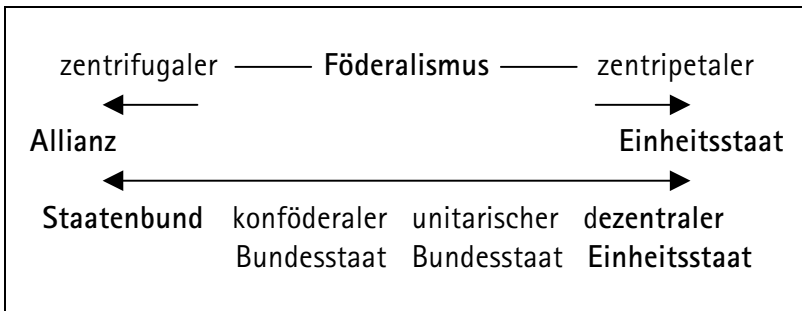 zentrifugaler Föderalismus zentripetaler
Allianz Einheitsstaat
Staatenbund konföderaler unitarischer dezentraler
Bundesstaat Bundesstaat Einheitsstaat